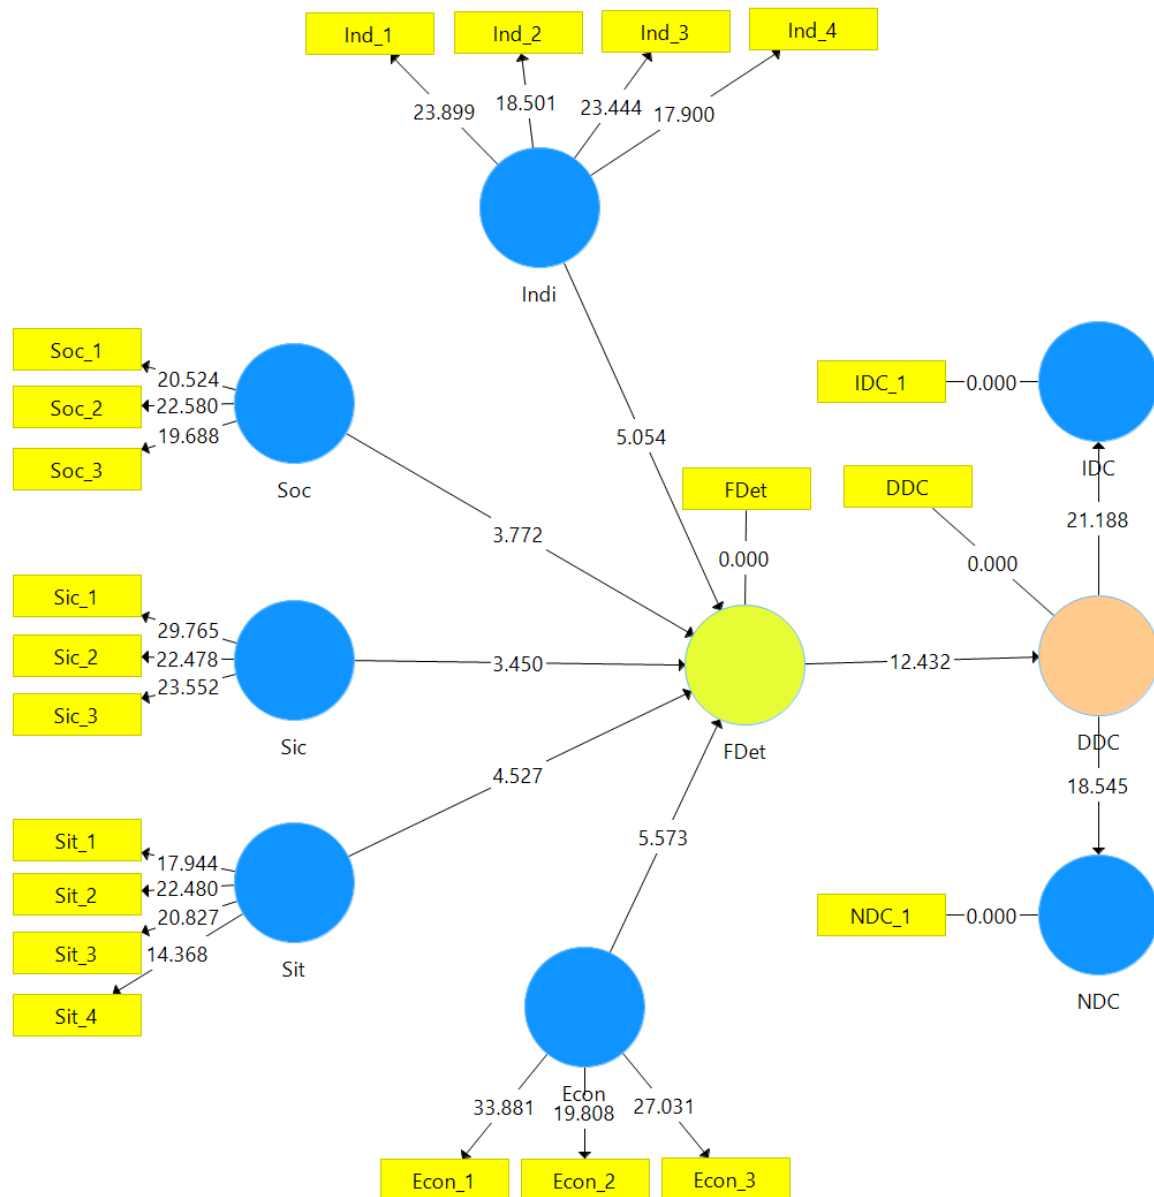 Ind_1
Ind_2
Ind_3
Ind_4
23.899
18.501
23.444
17.900
Indi
Soc_1
Soc_2
Soc_3
20.524
22.580
19.688
Soc
5.054
3.772
Sic_1
Sic_2
Sic_3
29.765
22.478
23.552
Sic
3.450
Sit_1
Sit_2
Sit_3
Sit_4
17.944
22.480
20.827
14.368
Sit
4.527
5.573
Econ
33.881
19.808
27.031
Econ_1
Econ_2
Econ_3
FDet
0.000
FDet
12.432
DDC
0.000
DDC
IDC_1
0.000
IDC
21.188
18.545
NDC_1
0.000
NDC